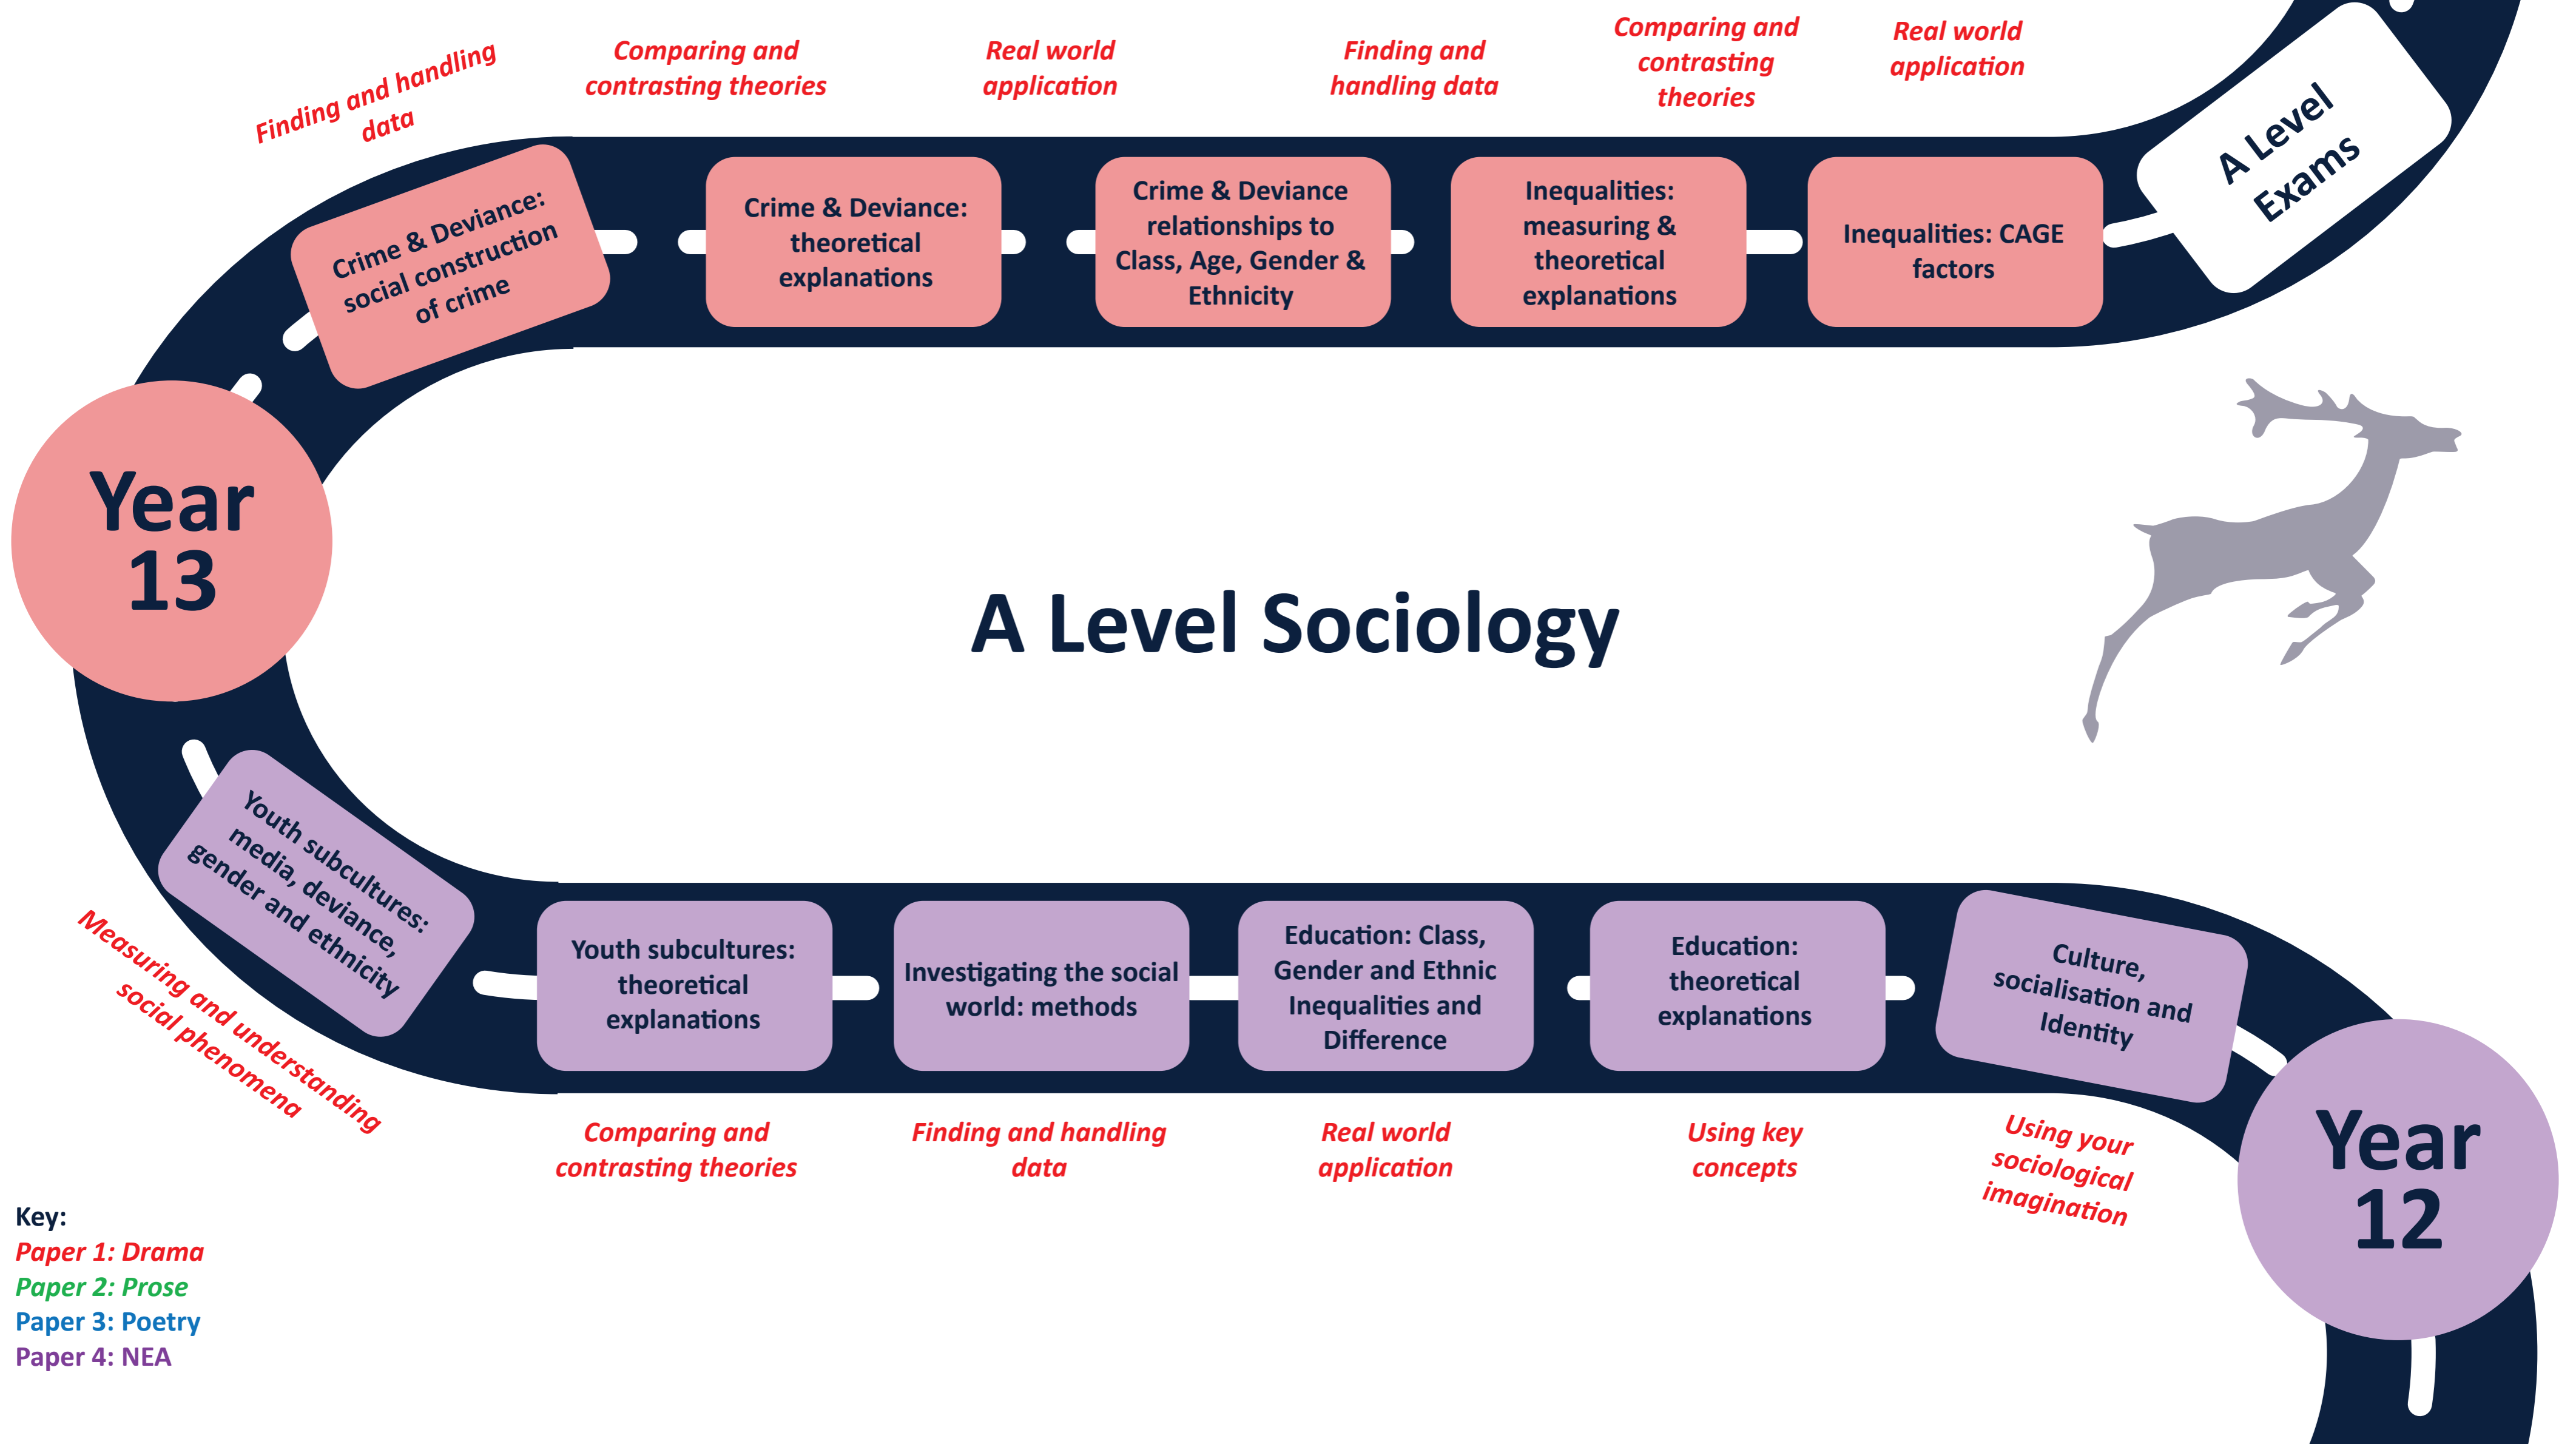 Finding and handling
data
Comparing and
contrasting theories
Real world
application
Finding and
handling data
Comparing and
contrasting
theories
Real world
application
Crime & Deviance:
social construction
of crime
Crime & Deviance:
theoretical
explanations
Crime & Deviance
relationships to
Class, Age, Gender &
Ethnicity
Inequalities:
measuring &
theoretical
explanations
Inequalities: CAGE
factors
A Level
Exams
Year
13
A Level Sociology
Youth subcultures:
media, deviance,
gender and ethnicity
Youth subcultures:
theoretical
explanations
Investigating the social
world: methods
Education: Class,
Gender and Ethnic
Inequalities and
Difference
Education:
theoretical
explanations
Culture,
socialisation and
Identity
Year
12
Measuring and understanding
social phenomena
Comparing and
contrasting theories
Finding and handling
data
Real world
application
Using key
concepts
Using your
sociological
imagination
Key:
Paper 1: Drama
Paper 2: Prose
Paper 3: Poetry
Paper 4: NEA